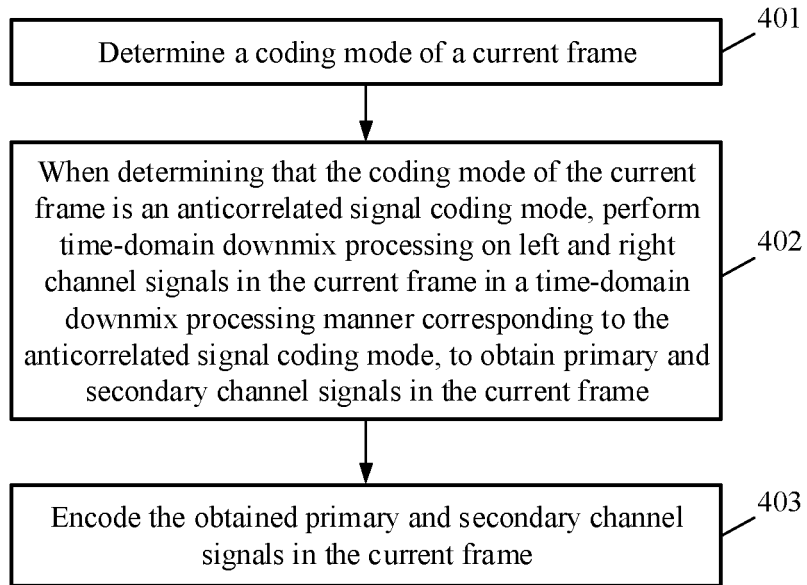 401
Determine a coding mode of a current frame
When determining that the coding mode of the current
frame is an anticorrelated signal coding mode, perform
time-domain downmix processing on left and right
channel signals in the current frame in a time-domain
downmix processing manner corresponding to the
anticorrelated signal coding mode, to obtain primary and
secondary channel signals in the current frame
402
Encode the obtained primary and secondary channel
signals in the current frame
403